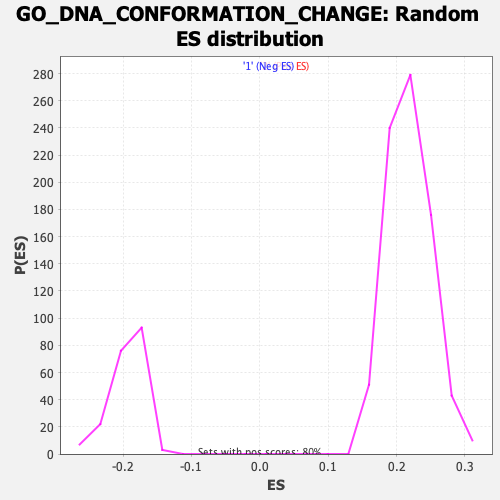 GO_DNA_CONFORMATION_CHANGE: Random
ES distribution
'1' (Neg ES) ES)
280
260
240
220
200
180
160
140
120
100
80
60
40
20
0
P(ES)
Sets with pos scores: 80%
-0.2 -0.1 0.0 0.1 0.2 0.3
ES